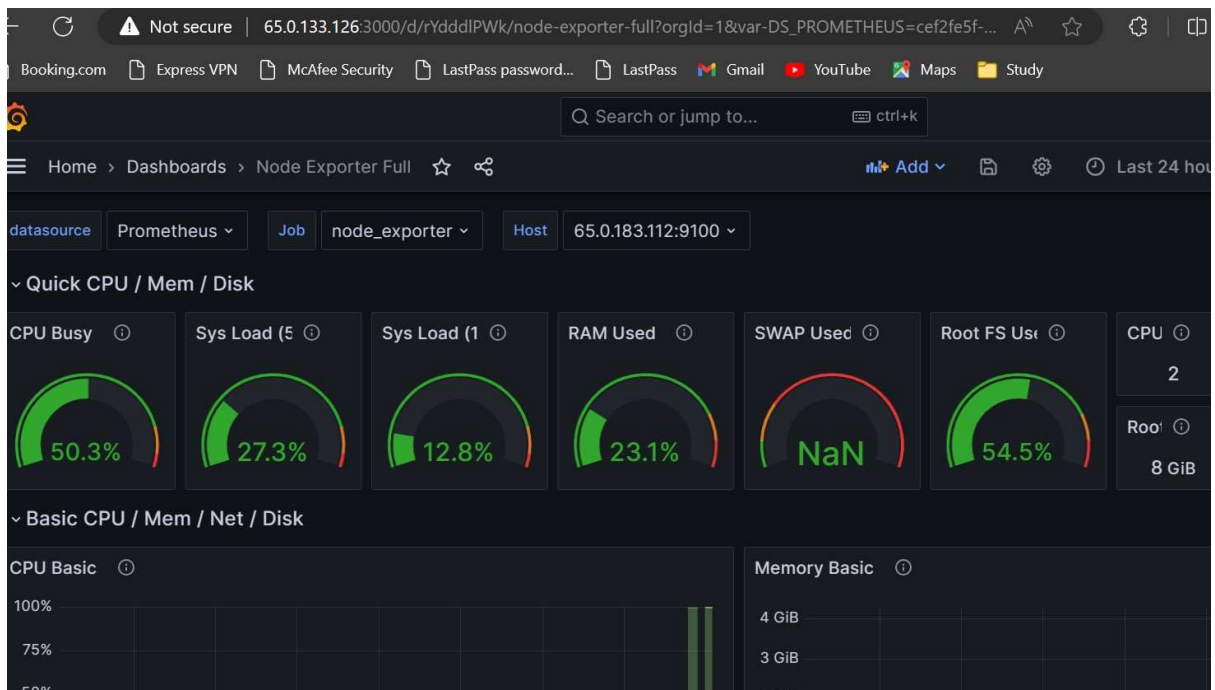 Not secure 65.0.133.126:3000/d/rYdddlPWk/node-exporter-full?orgId=1&var-DS_PROMETHEUS=cef2fe5f-...
Booking.com Express VPN McAfee Security LastPass password... LastPass Gmail YouTube Maps Study
Search or jump to... ctrl+k
Home > Dashboards > Node Exporter Full Add Last 24 hou
datasource Prometheus Job node_exporter Host 65.0.183.112:9100
Quick CPU / Mem / Disk
CPU Busy Sys Load (5 Sys Load (1 RAM Used SWAP Used Root FS Use CPU
2
50.3% 27.3% 12.8% 23.1% NaN 54.5%
Root
8 GiB
Basic CPU / Mem / Net / Disk
CPU Basic Memory Basic
100% 4 GiB
75% 3 GiB